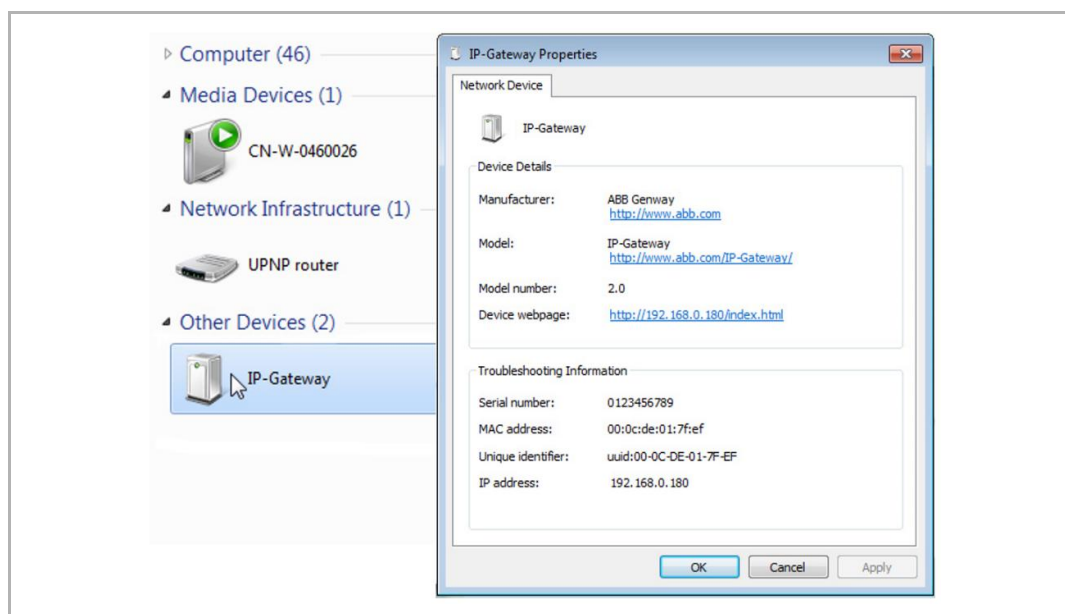 Computer (46)
Media Devices (1)
CN-W-0460026
Network Infrastructure (1)
UPNP router
Other Devices (2)
IP-Gateway
IP-Gateway Properties
Network Device
IP-Gateway
Device Details
Manufacturer: ABB Genway
http://www.abb.com
Model: IP-Gateway
http://www.abb.com/IP-Gateway/
Model number: 2.0
Device webpage: http://192.168.0.180/index.html
Troubleshooting Information
Serial number: 0123456789
MAC address: 00:0c:de:01:7f:ef
Unique identifier: uuid:00-0C-DE-01-7F-EF
IP address: 192.168.0.180
OK Cancel Apply